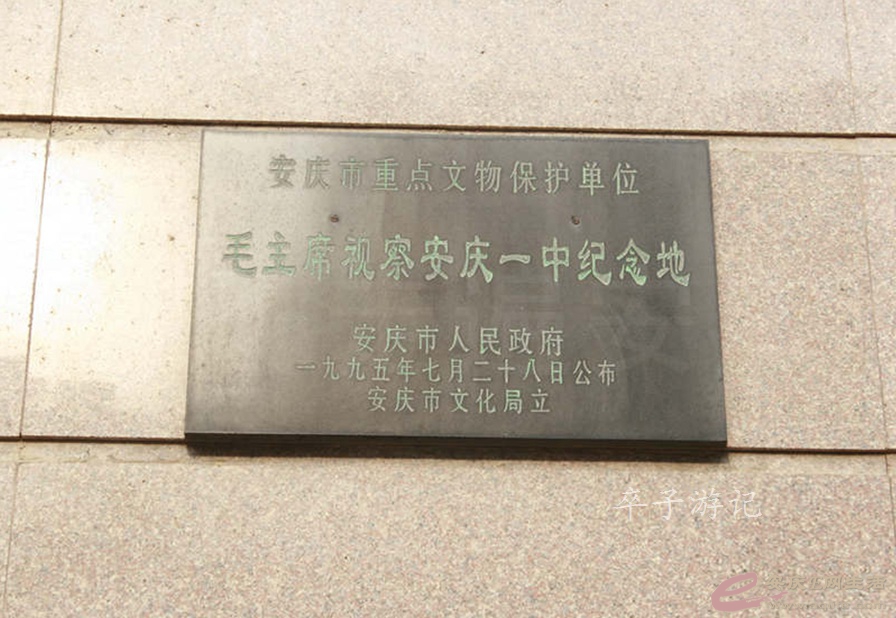 安庆市重点文物保护单位
毛主席视察安庆一中纪念地
安庆市人民政府
一九九五年七月二十八日公布
安庆市文化局立
卒子游记